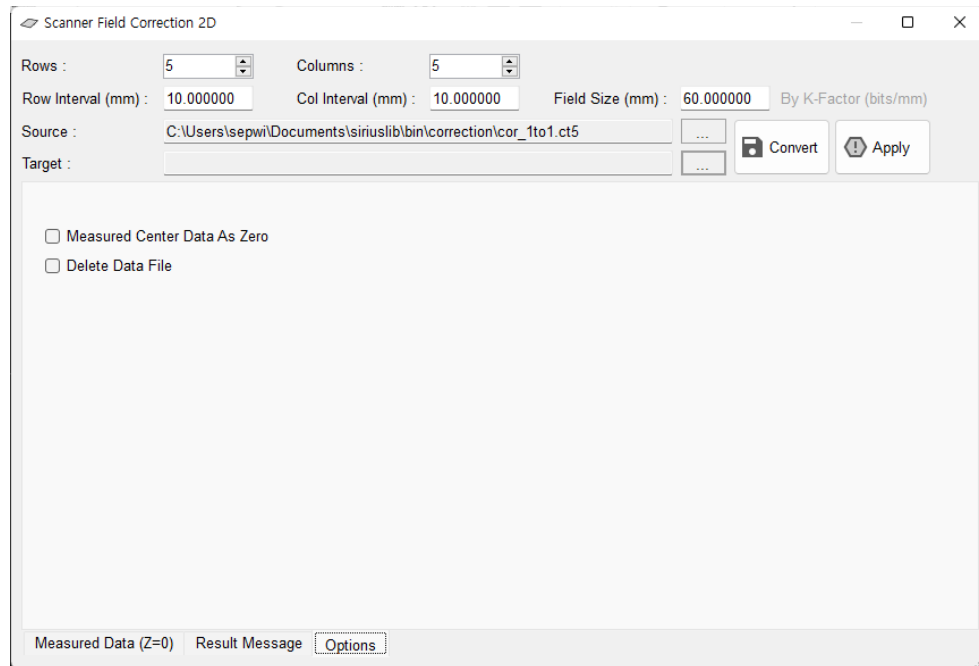 Scanner Field Correction 2D
Rows : 5 Columns : 5
Row Interval (mm) : 10.000000 Col Interval (mm) : 10.000000 Field Size (mm) : 60.000000 By K-Factor (bits/mm)
Source : C:\Users\sepwi\Documents\siriuslib\bin\correction\cor_1to1.ct5 ...
Target : ...
Convert Apply
Measured Center Data As Zero
Delete Data File
Measured Data (Z=0) Result Message Options